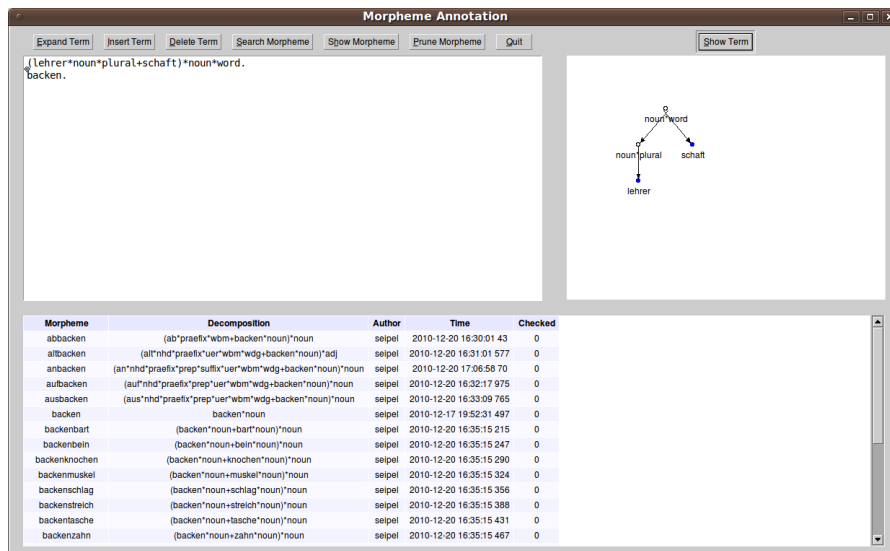 Morpheme Annotation
Expand Term Insert Term Delete Term Search Morpheme Show Morpheme Prune Morpheme Quit Show Term
(lehrer*noun*plural+schaft)*noun*word.
backen.
noun*word
noun*plural schaft
lehrer
Morpheme Decomposition Author Time Checked
abbacken (ab*praefix*wbm+backen*noun)*noun seipel 2010-12-20 16:30:01 43 0
altbacken (alt*nhd*praefix*uer*wbm*wdg+backen*noun)*adj seipel 2010-12-20 16:31:01 577 0
anbacken (an*nhd*praefix*prep*suffix*uer*wbm*wdg+backen*noun)*noun seipel 2010-12-20 17:06:58 70 0
aufbacken (auf*nhd*praefix*prep*uer*wbm*wdg+backen*noun)*noun seipel 2010-12-20 16:32:17 975 0
ausbacken (aus*nhd*praefix*prep*uer*wbm*wdg+backen*noun)*noun seipel 2010-12-20 16:33:09 765 0
backen backen*noun seipel 2010-12-17 19:52:31 497 0
backenbart (backen*noun+bart*noun)*noun seipel 2010-12-20 16:35:15 215 0
backenbein (backen*noun+bein*noun)*noun seipel 2010-12-20 16:35:15 247 0
backenknochen (backen*noun+knochen*noun)*noun seipel 2010-12-20 16:35:15 290 0
backenmuskel (backen*noun+muskel*noun)*noun seipel 2010-12-20 16:35:15 324 0
backenschlag (backen*noun+schlag*noun)*noun seipel 2010-12-20 16:35:15 356 0
backenstreich (backen*noun+streich*noun)*noun seipel 2010-12-20 16:35:15 388 0
backentasche (backen*noun+tasche*noun)*noun seipel 2010-12-20 16:35:15 431 0
backenzahn (backen*noun+zahn*noun)*noun seipel 2010-12-20 16:35:15 467 0